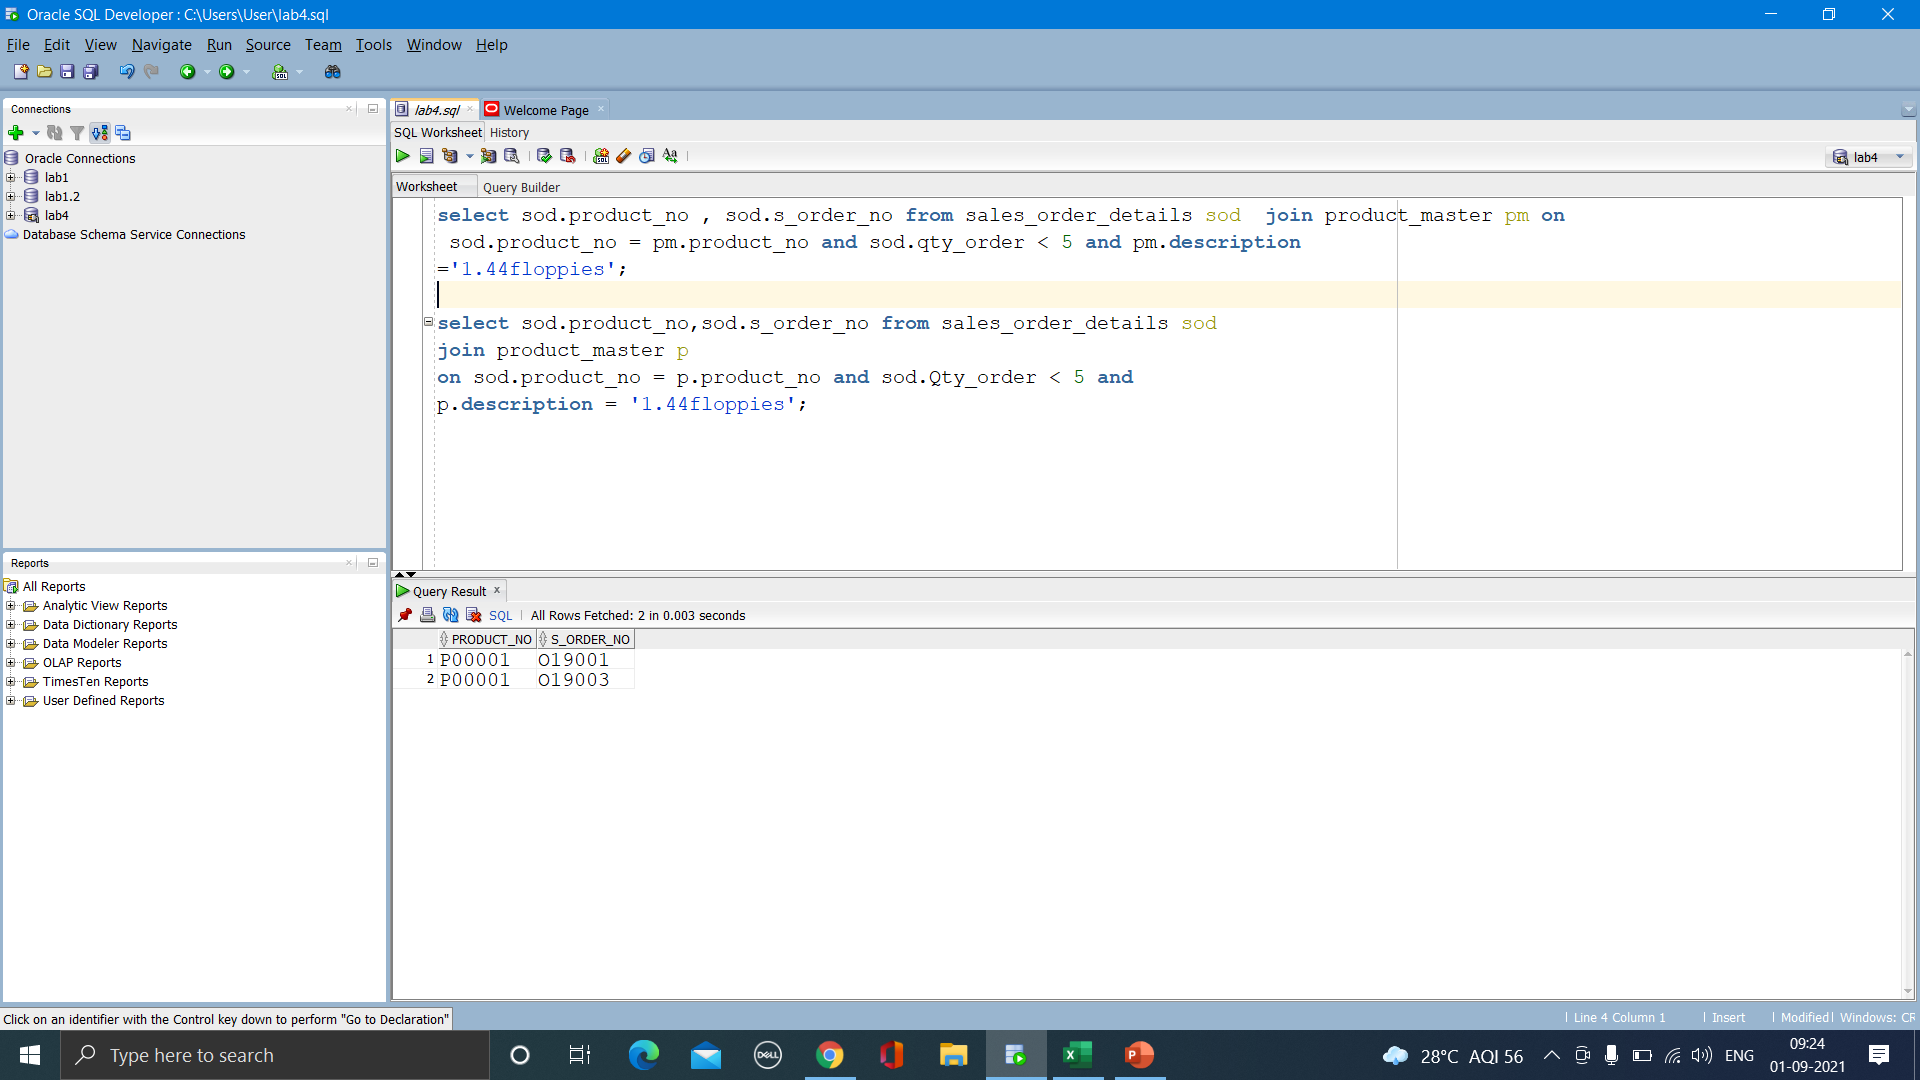 Oracle SQL Developer : C:\Users\User\lab4.sql
File Edit View Navigate Run Source Team Tools Window Help
Connections
Oracle Connections
lab1
lab1.2
lab4
Database Schema Service Connections
Reports
All Reports
Analytic View Reports
Data Dictionary Reports
Data Modeler Reports
OLAP Reports
TimesTen Reports
User Defined Reports
lab4.sql Welcome Page
SQL Worksheet History
lab4
Worksheet Query Builder
select sod.product_no , sod.s_order_no from sales_order_details sod  join product_master pm on
sod.product_no = pm.product_no and sod.qty_order < 5 and pm.description
='1.44floppies';
select sod.product_no,sod.s_order_no from sales_order_details sod
join product_master p
on sod.product_no = p.product_no and sod.Qty_order < 5 and
p.description = '1.44floppies';
Query Result
SQL All Rows Fetched: 2 in 0.003 seconds
PRODUCT_NO S_ORDER_NO
1 P00001 O19001
2 P00001 O19003
Click on an identifier with the Control key down to perform "Go to Declaration"
Line 4 Column 1 Insert Modified Windows: CR
Type here to search
DELL
28°C AQI 56
ENG
09:24
01-09-2021